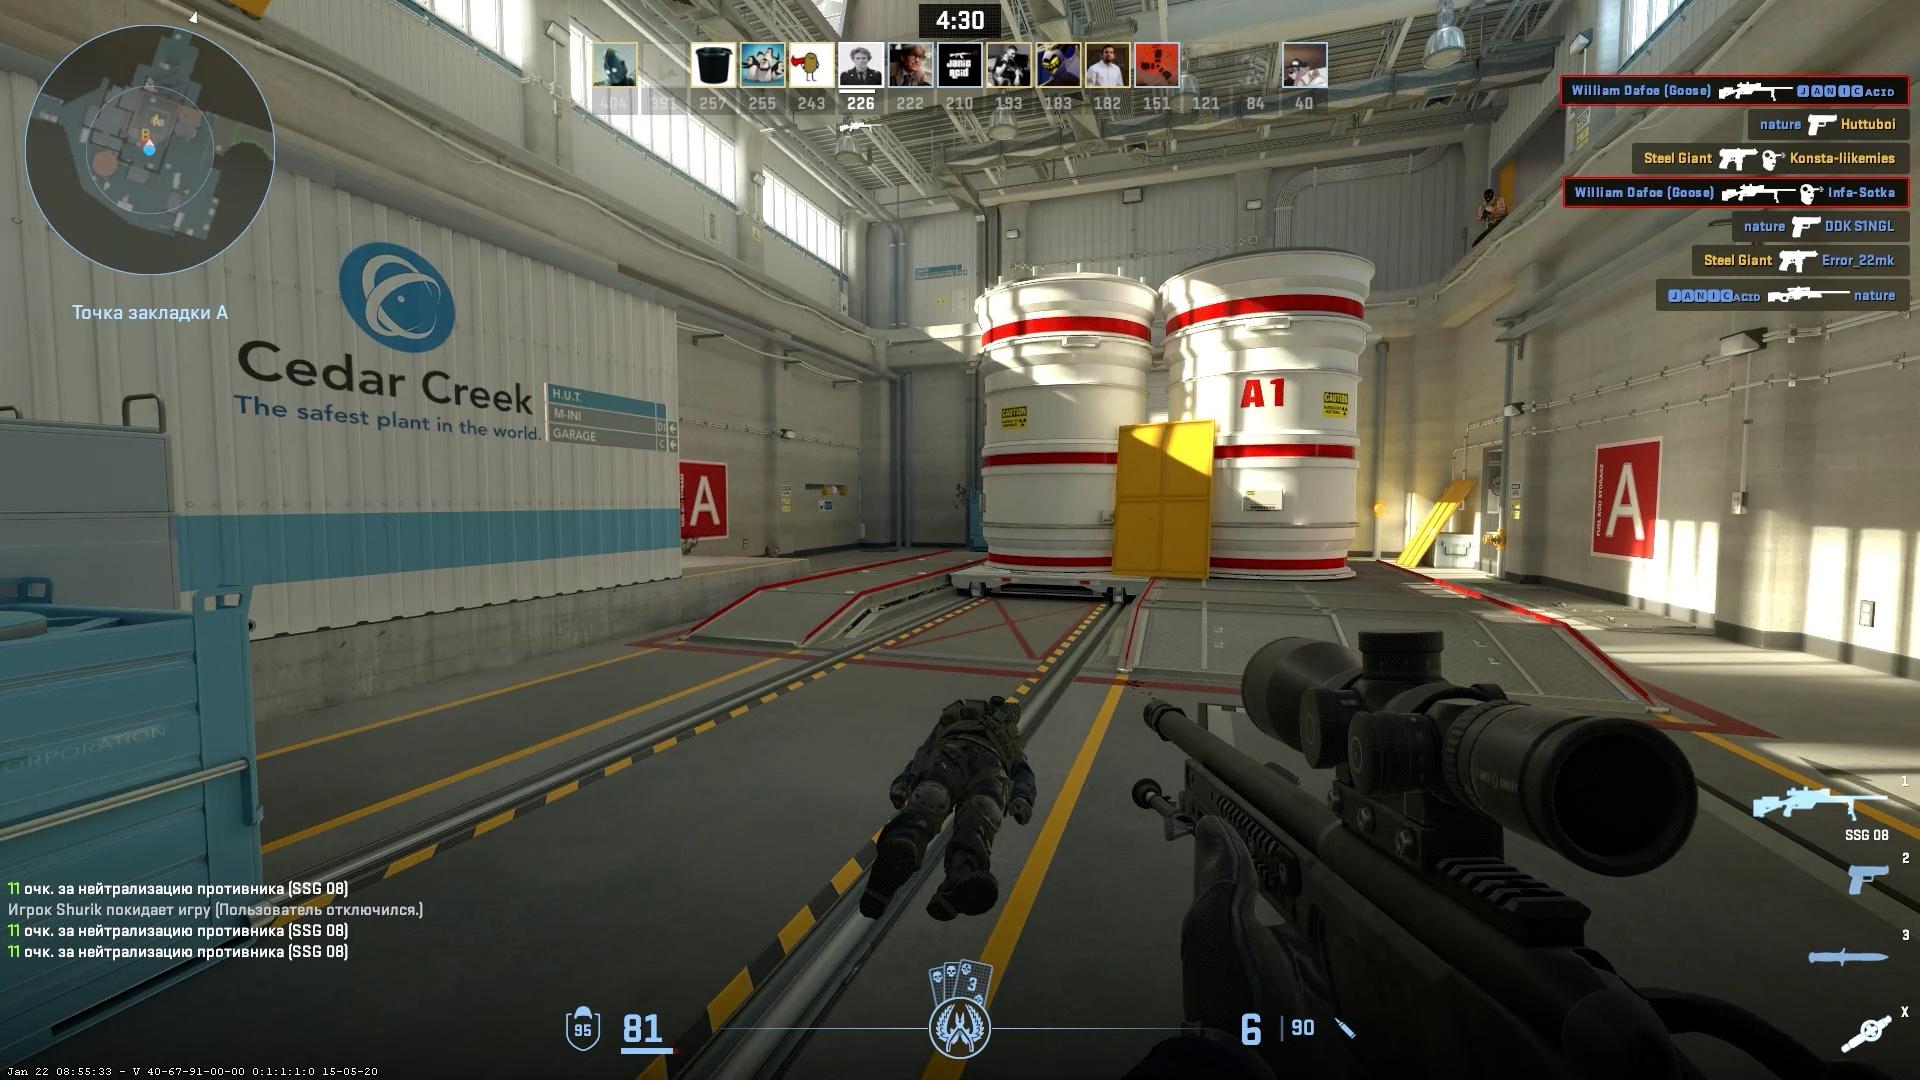 4:30
JANIC ACID
404 391 257 255 243 226 222 210 193 183 182 151 121 84 40
William Dafoe (Goose) JANICACID
nature Huttuboi
Steel Giant Konsta-liikemies
William Dafoe (Goose) Infa-Sotka
nature DDK S1NGL
Steel Giant Error_22mk
JANICACID nature
B
Точка закладки A
Cedar Creek
The safest plant in the world.
H.U.T.
M-INI D1
GARAGE C
A
CAUTION
A1
CAUTION
A
FUEL ROD STORAGE
ORPORATION
1
SSG 08
2
3
X
11 очк. за нейтрализацию противника (SSG 08)
Игрок Shurik покидает игру (Пользователь отключился.)
11 очк. за нейтрализацию противника (SSG 08)
11 очк. за нейтрализацию противника (SSG 08)
3
95 81
6 | 90
Jan 22 08:55:33 - V 40-67-91-00-00 0:1:1:1:0 15-05-20